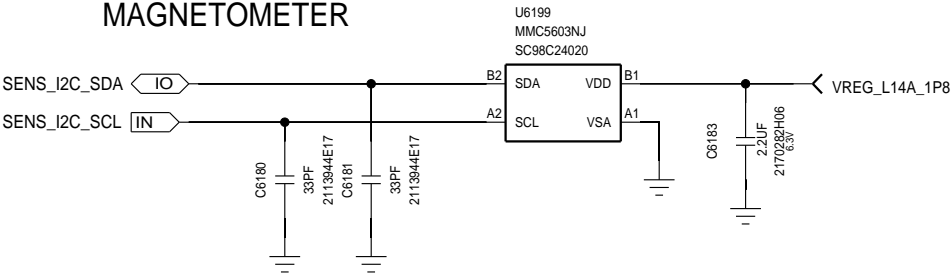 MAGNETOMETER
U6199
MMC5603NJ
SC98C24020
SENS_I2C_SDA
IO
B2
SDA
VDD
B1
VREG_L14A_1P8
SENS_I2C_SCL
IN
A2
SCL
VSA
A1
C6180
33PF
2113944E17
C6181
33PF
2113944E17
C6183
2.2UF
2170282H06
6.3V